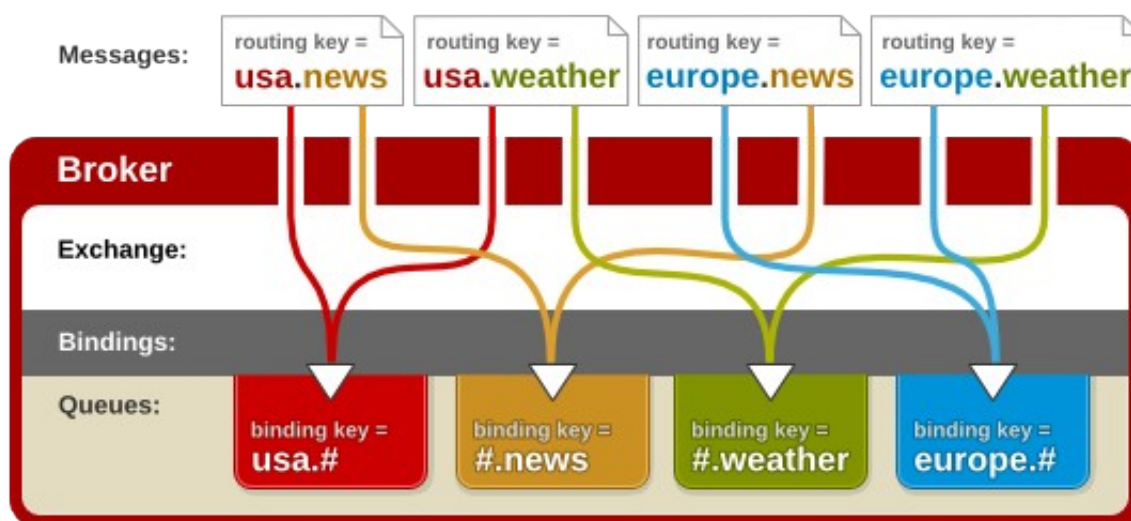 Messages:
routing key =
usa.news
routing key =
usa.weather
routing key =
europe.news
routing key =
europe.weather
Broker
Exchange:
Bindings:
Queues:
binding key =
usa.#
binding key =
#.news
binding key =
#.weather
binding key =
europe.#